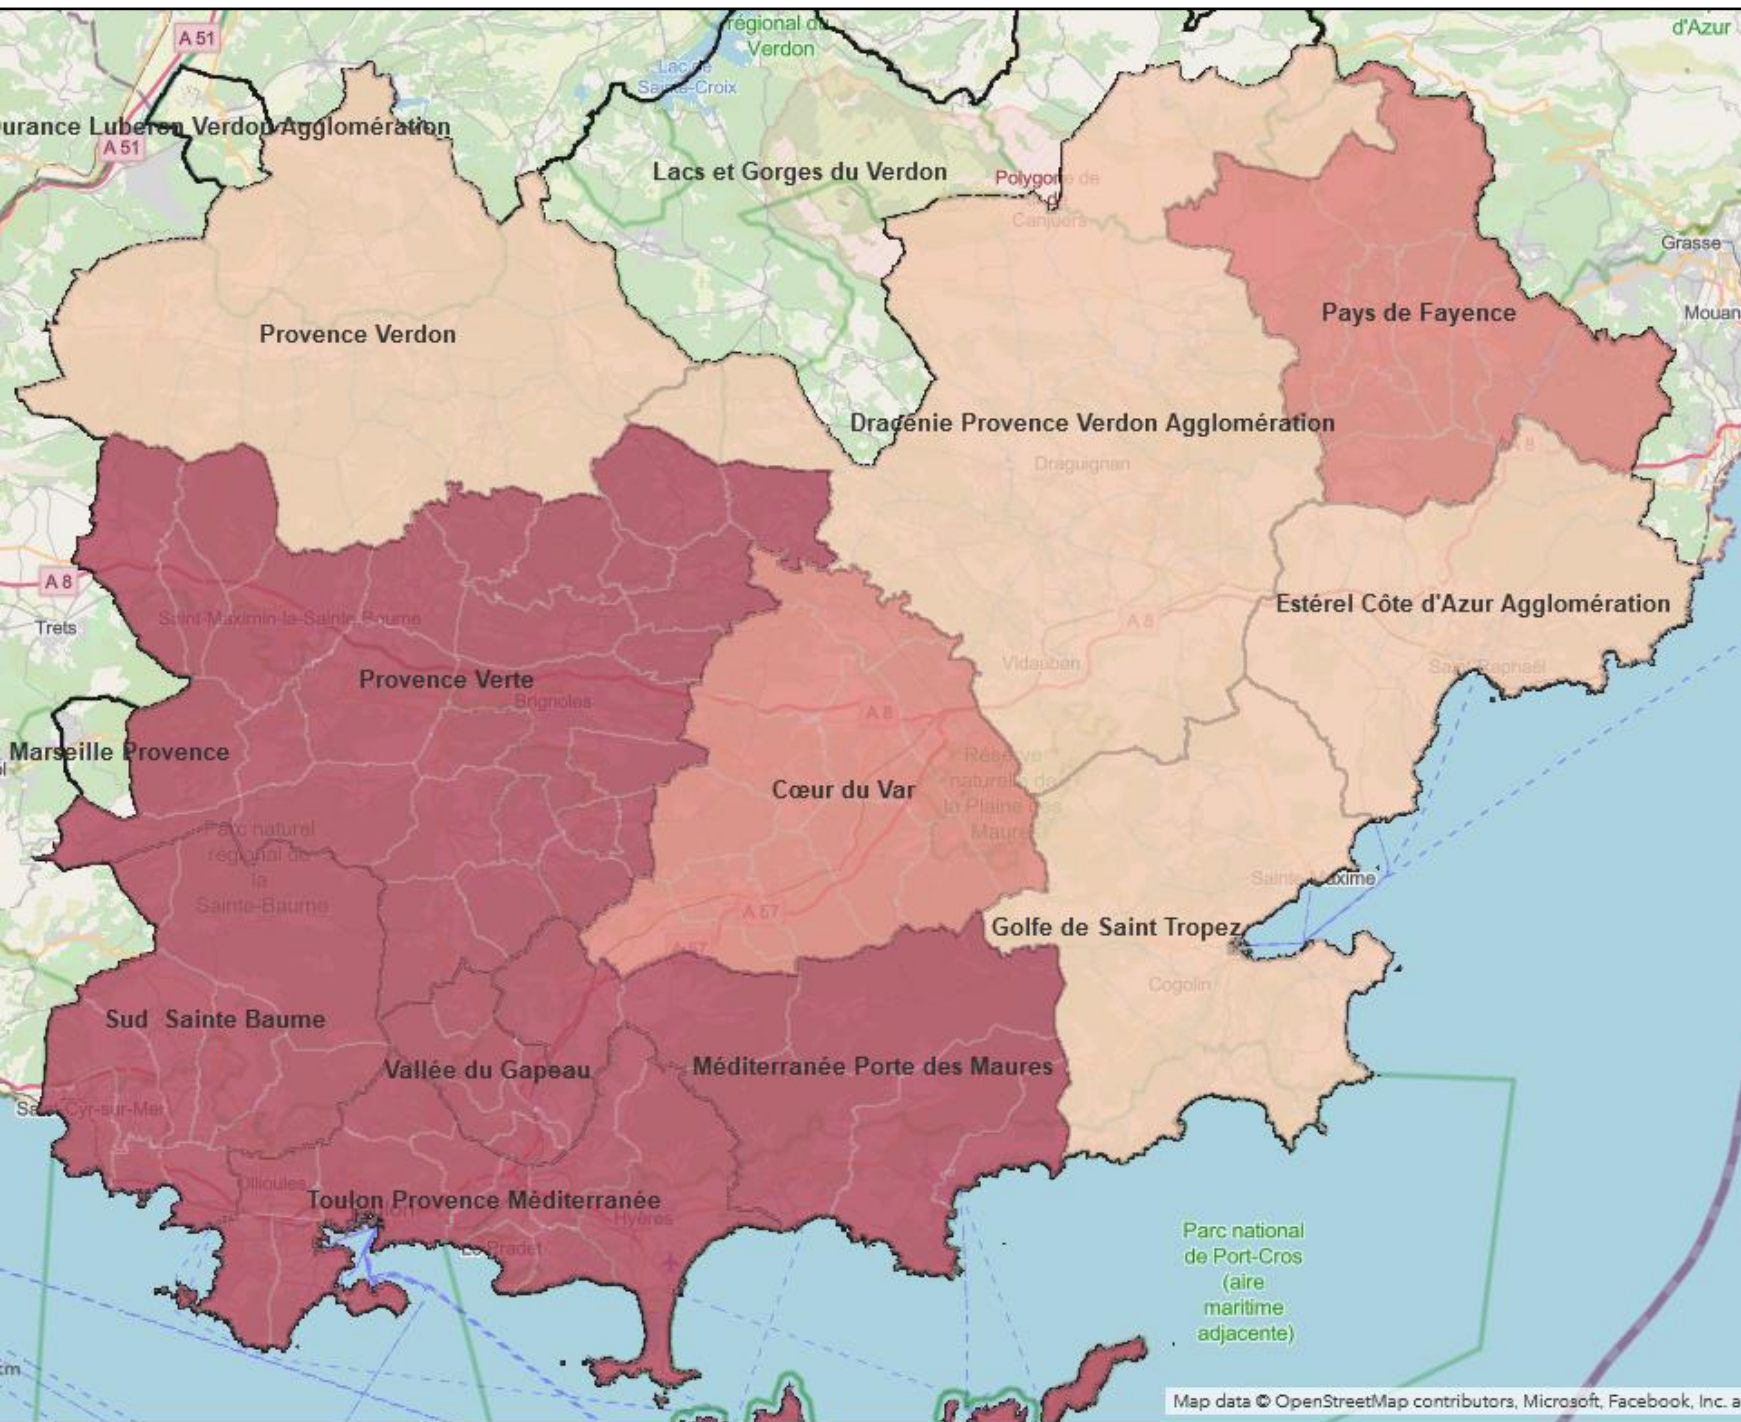 A 51
régional du
Verdon
d'Azur
Lac de
Sainte-Croix
urance Luberon Verdon Agglomération
A 51
Lacs et Gorges du Verdon
Polygone de
de
Canjuers
Grasse
Pays de Fayence
Mouan
Provence Verdon
Dracénie Provence Verdon Agglomération
A 8
Draguignan
A 8
Estérel Côte d'Azur Agglomération
Saint-Maximin-la-Sainte-Baume
A 8
Trets
Vidauban
Saint-Raphaël
Provence Verte
Brignoles
A 8
Marseille Provence
Réserve
naturelle de
la Plaine des
Maures
Cœur du Var
Parc naturel
régional de
la
Sainte-Baume
Sainte-Maxime
A 57
Golfe de Saint Tropez
A 57
Cogolin
Sud Sainte Baume
Vallée du Gapeau
Méditerranée Porte des Maures
Saint-Cyr-sur-Mer
Ollioules
Toulon Provence Méditerranée
Toulon
Hyères
Le Pradet
Parc national
de Port-Cros
(aire
maritime
adjacente)
km
Map data © OpenStreetMap contributors, Microsoft, Facebook, Inc. a